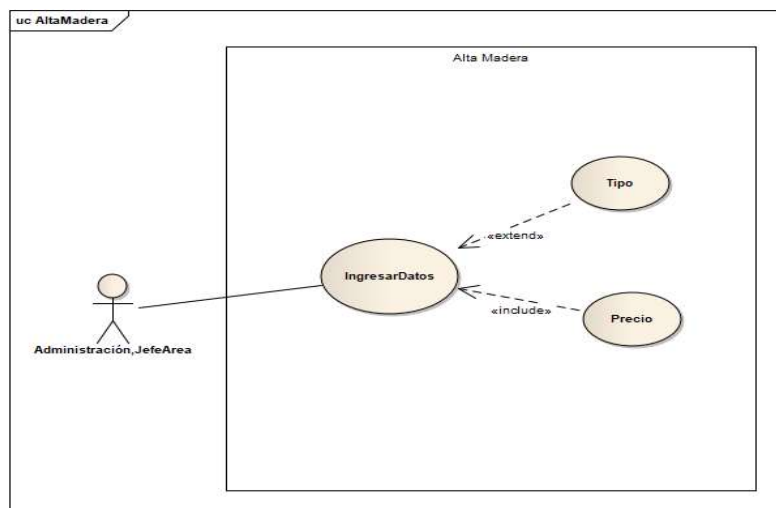 uc AltaMadera
Alta Madera
Tipo
«extend»
IngresarDatos
«include»
Precio
Administración,JefeArea